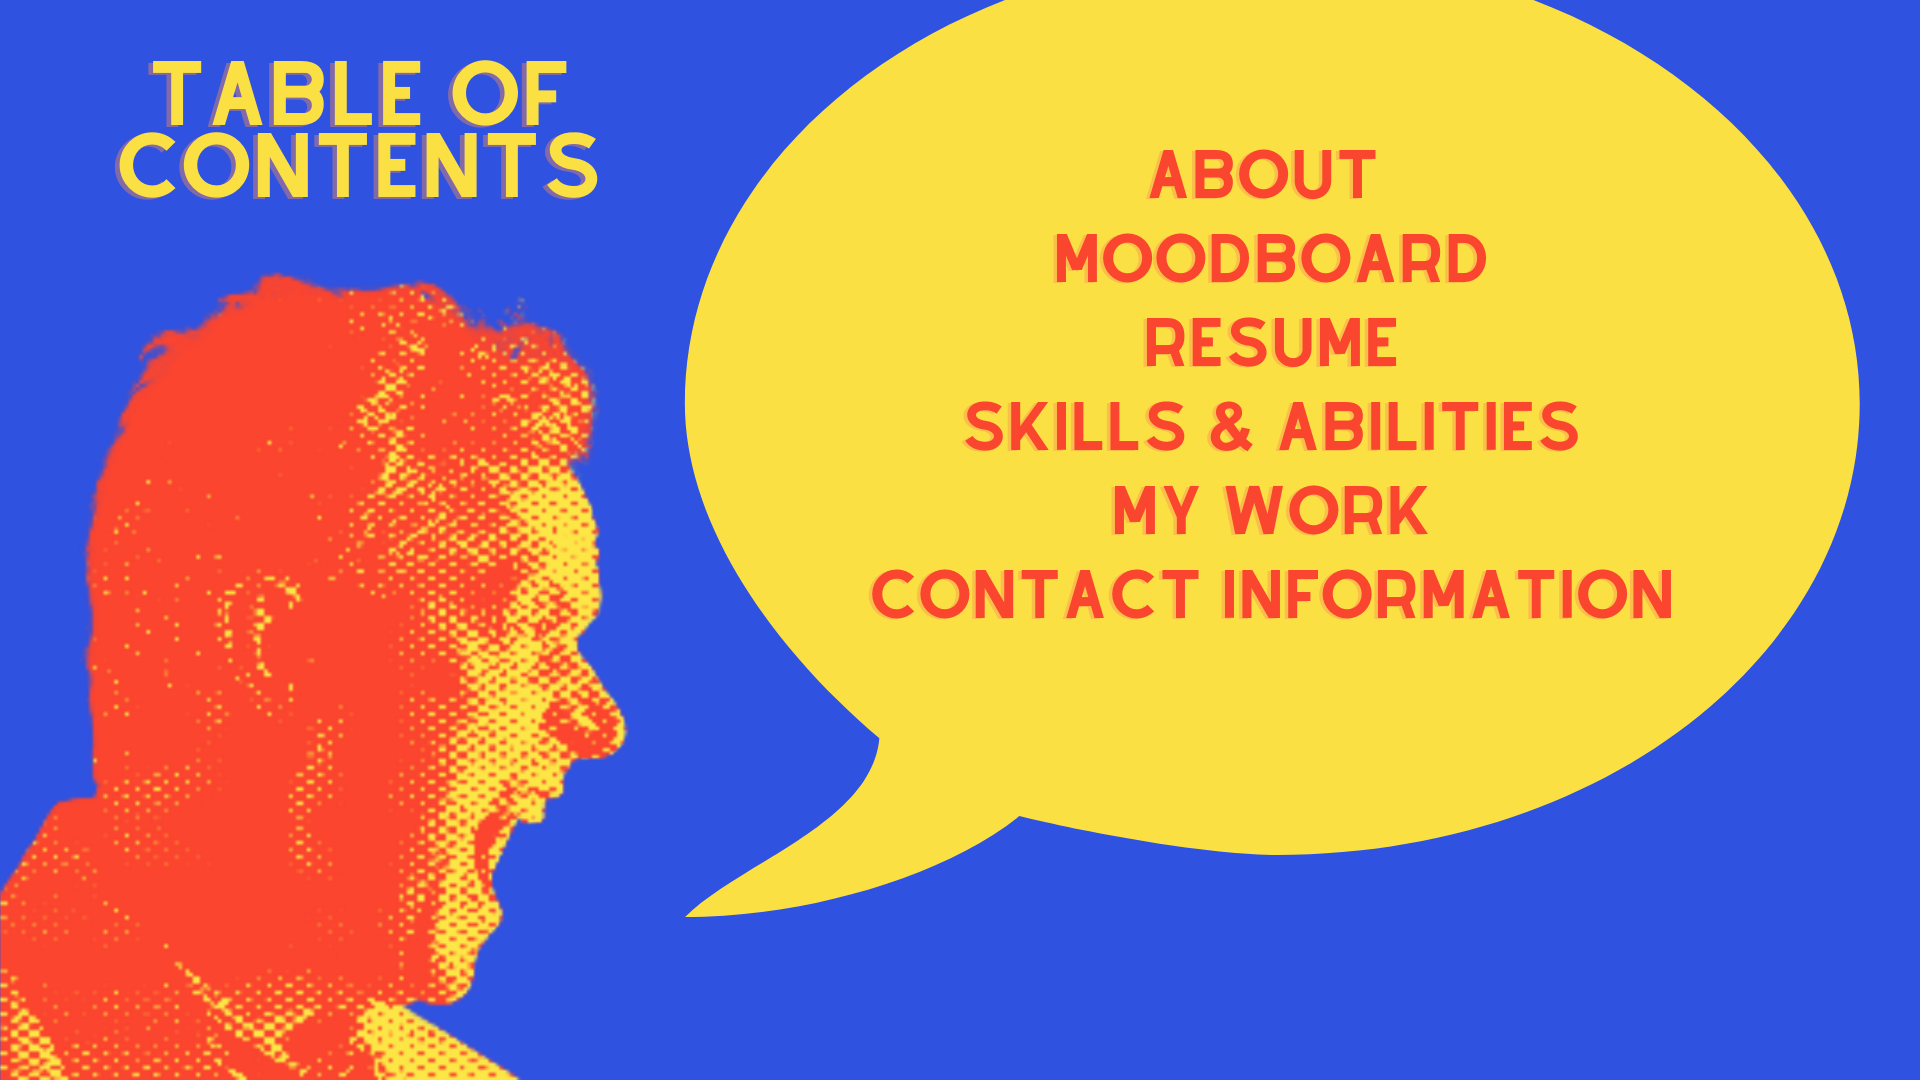 TABLE OF
CONTENTS
ABOUT
MOODBOARD
RESUME
SKILLS & ABILITIES
MY WORK
CONTACT INFORMATION